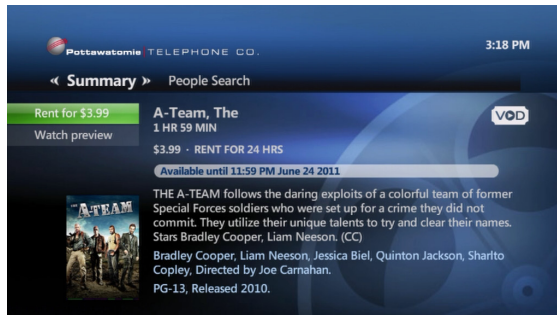 Pottawatomie TELEPHONE CO.
3:18 PM
« Summary » People Search
Rent for $3.99
Watch preview
A-Team, The
1 HR 59 MIN
VOD
$3.99 · RENT FOR 24 HRS
Available until 11:59 PM June 24 2011
THE A-TEAM follows the daring exploits of a colorful team of former
Special Forces soldiers who were set up for a crime they did not
commit. They utilize their unique talents to try and clear their names.
Stars Bradley Cooper, Liam Neeson. (CC)
Bradley Cooper, Liam Neeson, Jessica Biel, Quinton Jackson, Sharlto
Copley, Directed by Joe Carnahan.
PG-13, Released 2010.
THE A-TEAM